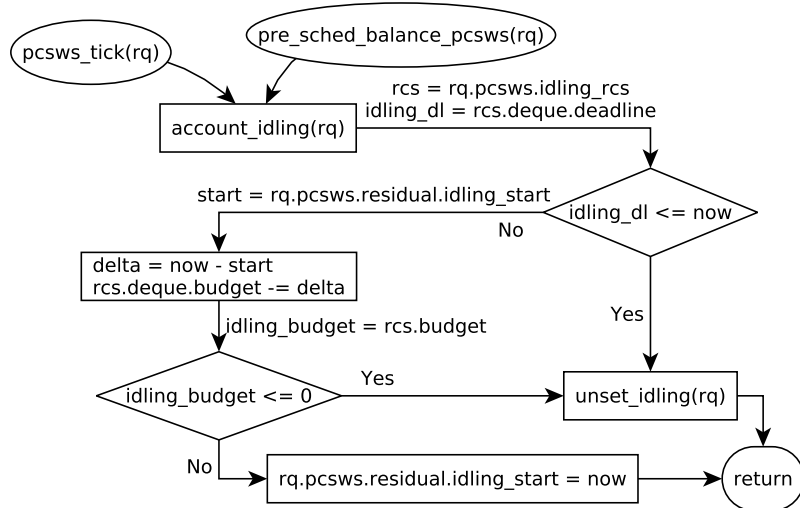 pcsws_tick(rq)
pre_sched_balance_pcsws(rq)
account_idling(rq)
rcs = rq.pcsws.idling_rcs
idling_dl = rcs.deque.deadline
idling_dl <= now
start = rq.pcsws.residual.idling_start
No
delta = now - start
rcs.deque.budget -= delta
idling_budget = rcs.budget
Yes
idling_budget <= 0
Yes
unset_idling(rq)
No
rq.pcsws.residual.idling_start = now
return